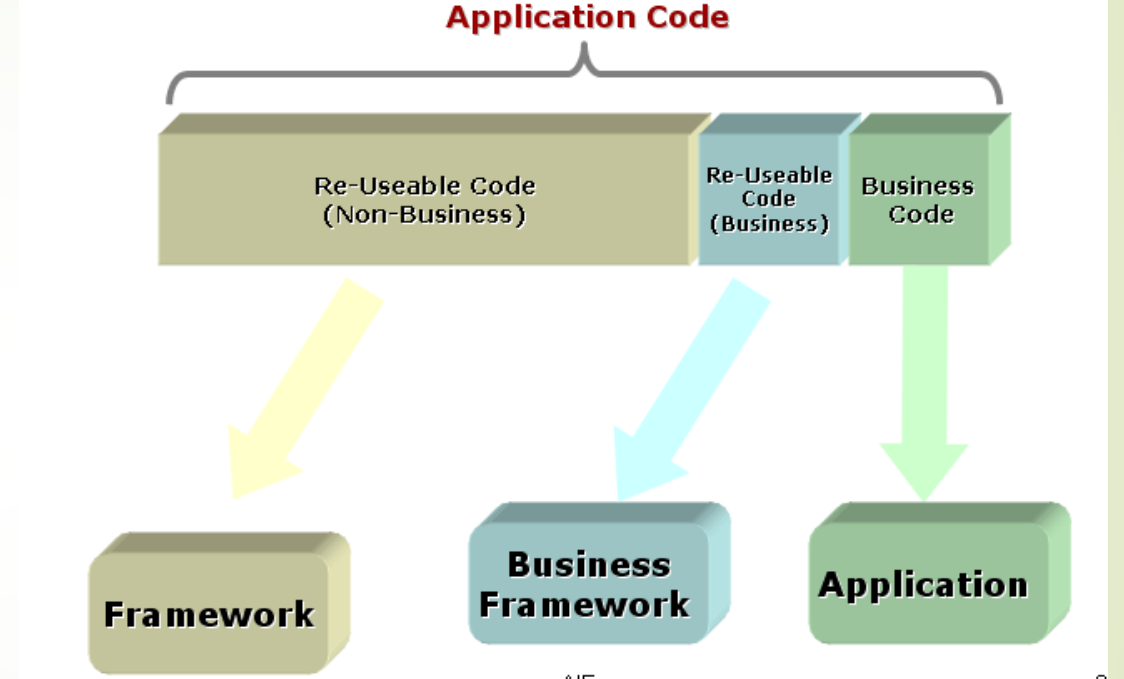 Application Code
Re-Useable Code
(Non-Business)
Re-Useable
Code
(Business)
Business
Code
Framework
Business
Framework
Application